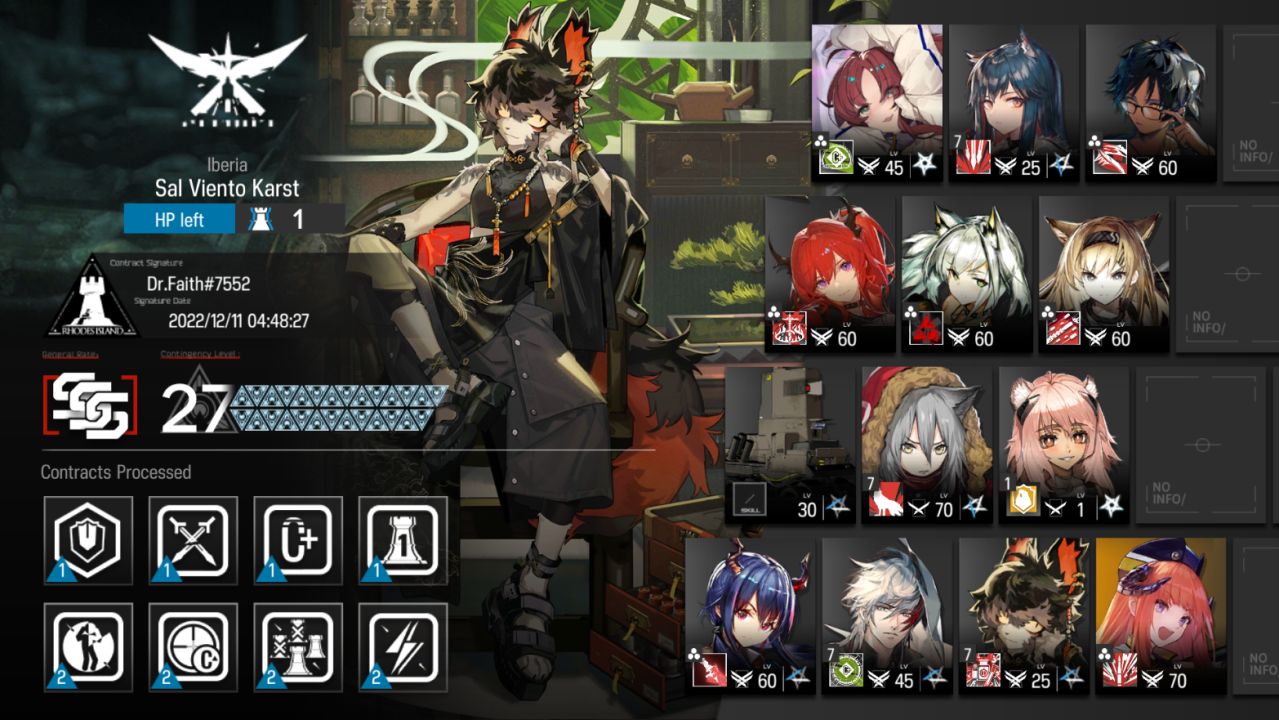 Iberia
Sal Viento Karst
HP left 1
Contract Signature
Dr.Faith#7552
Signature Date
2022/12/11 04:48:27
RHODES ISLAND
General Rate:
Contingency Level:
27
Contracts Processed
1 1 C+ 1 1 1
2 2 C 2 2
LV 45
7 LV 25
LV 60
NO INFO/
LV 60
LV 60
LV 60
NO INFO/
SKILL LV 30
7 LV 70
1 LV 1
NO INFO/
LV 60
7 LV 45
7 LV 25
LV 70
NO INFO/